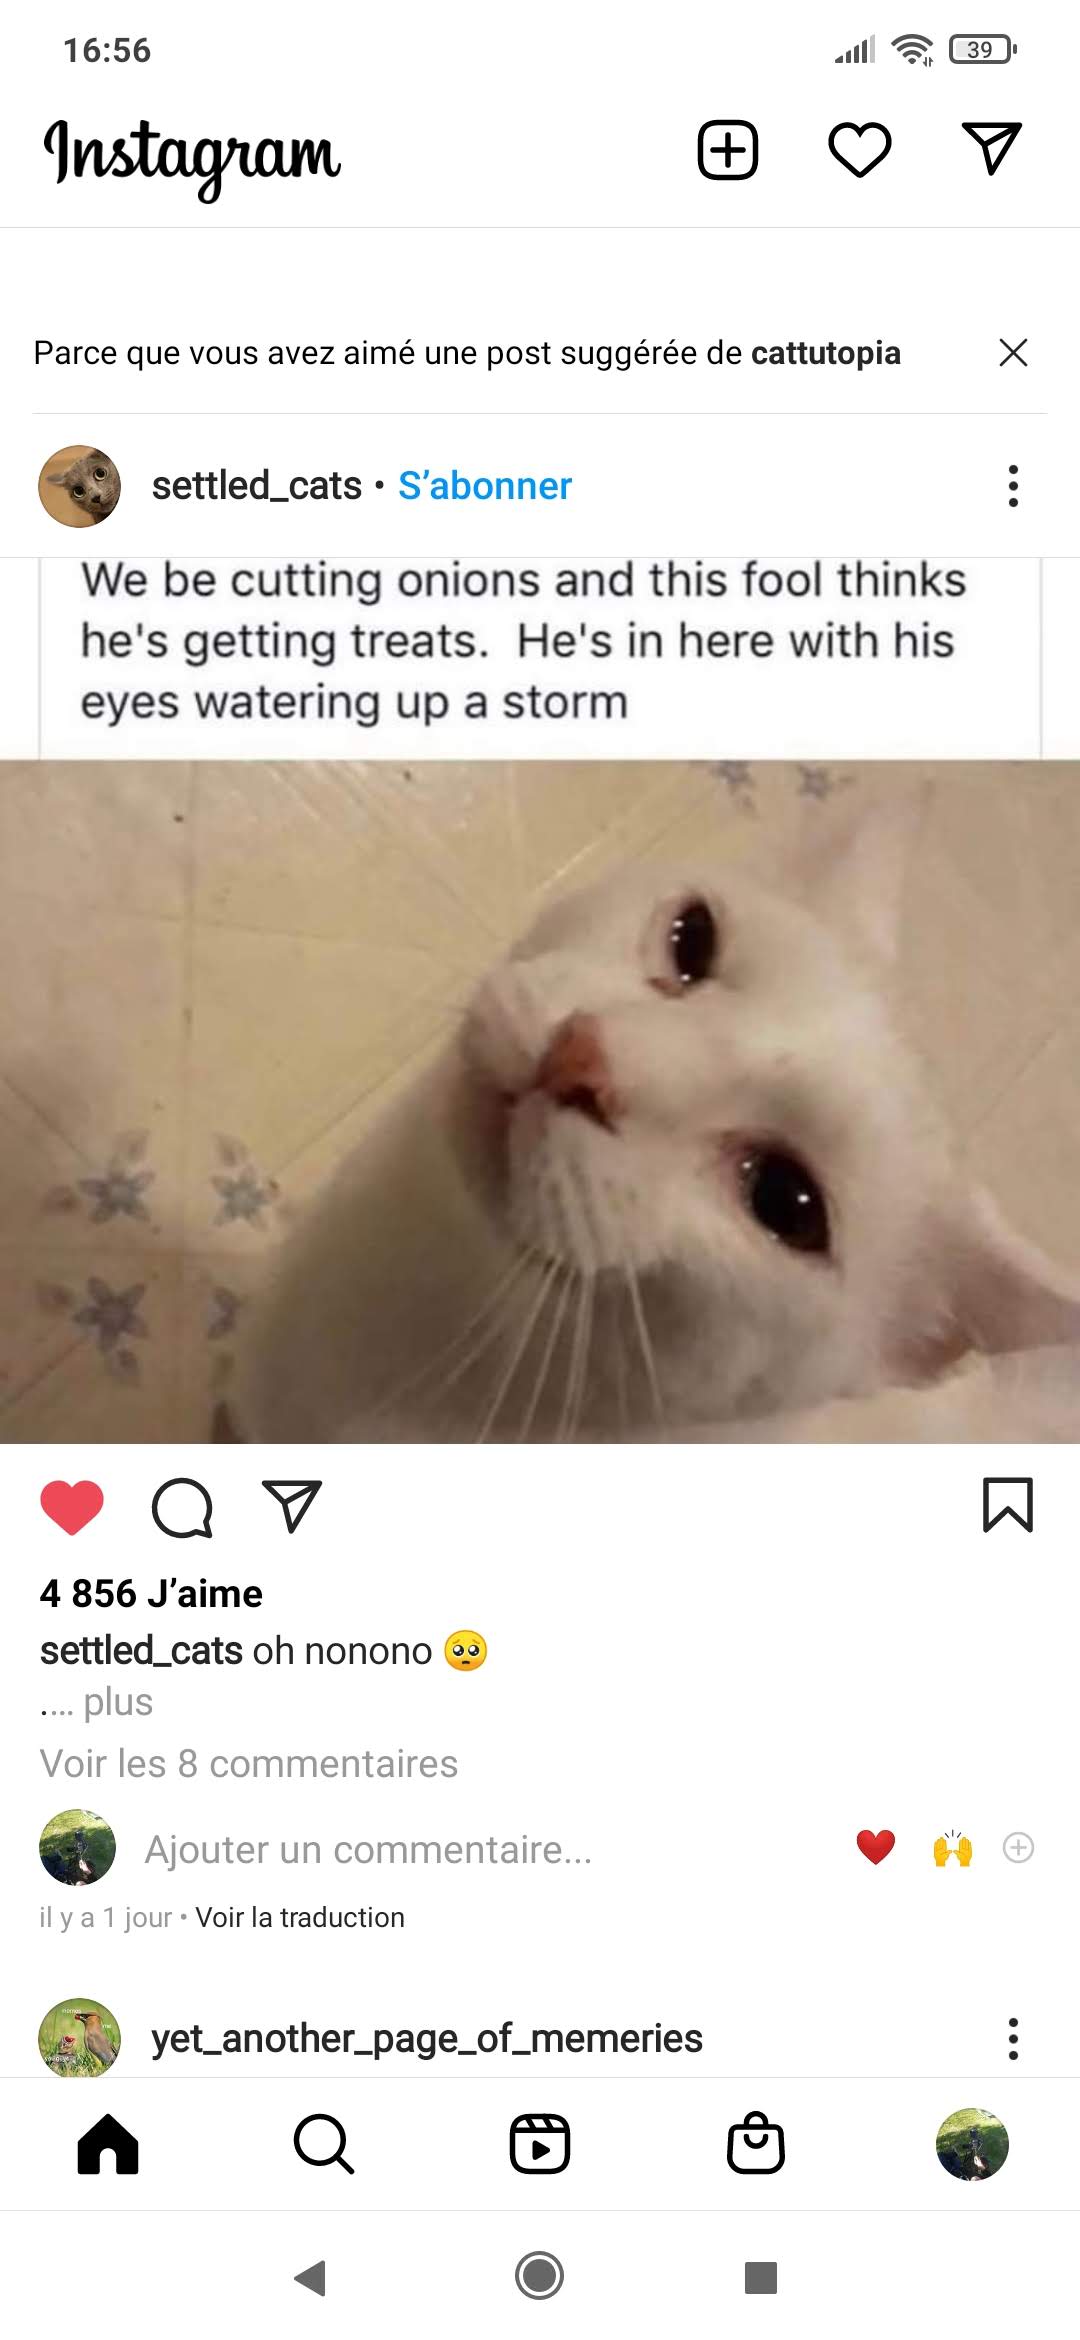 16:56
39
Instagram
Parce que vous avez aimé une post suggérée de cattutopia
settled_cats • S’abonner
We be cutting onions and this fool thinks
he's getting treats. He's in here with his
eyes watering up a storm
4 856 J’aime
settled_cats oh nonono 🥺
.... plus
Voir les 8 commentaires
Ajouter un commentaire...
il y a 1 jour • Voir la traduction
yet_another_page_of_memeries